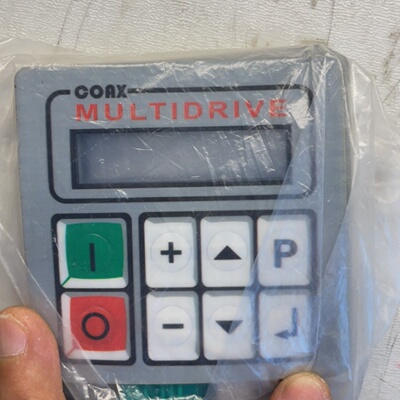 COAX
MULTIDRIVE
I + ▲ P
O - ▼ ↵